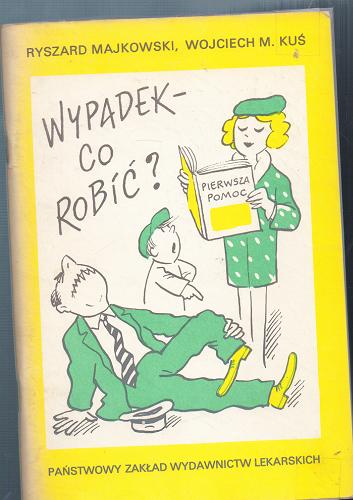 RYSZARD MAJKOWSKI, WOJCIECH M. KUŚ
WYPADEK-
CO
ROBIĆ?
PIERWSZA
POMOC
PAŃSTWOWY ZAKŁAD WYDAWNICTW LEKARSKICH